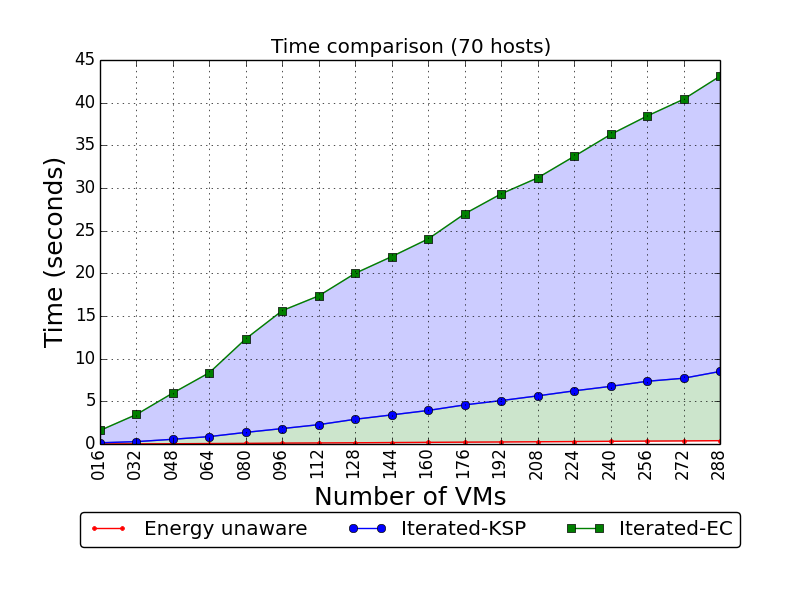 Time comparison (70 hosts)
45
40
35
30
25
20
15
10
5
0
Time (seconds)
016 032 048 064 080 096 112 128 144 160 176 192 208 224 240 256 272 288
Number of VMs
Energy unaware Iterated-KSP Iterated-EC